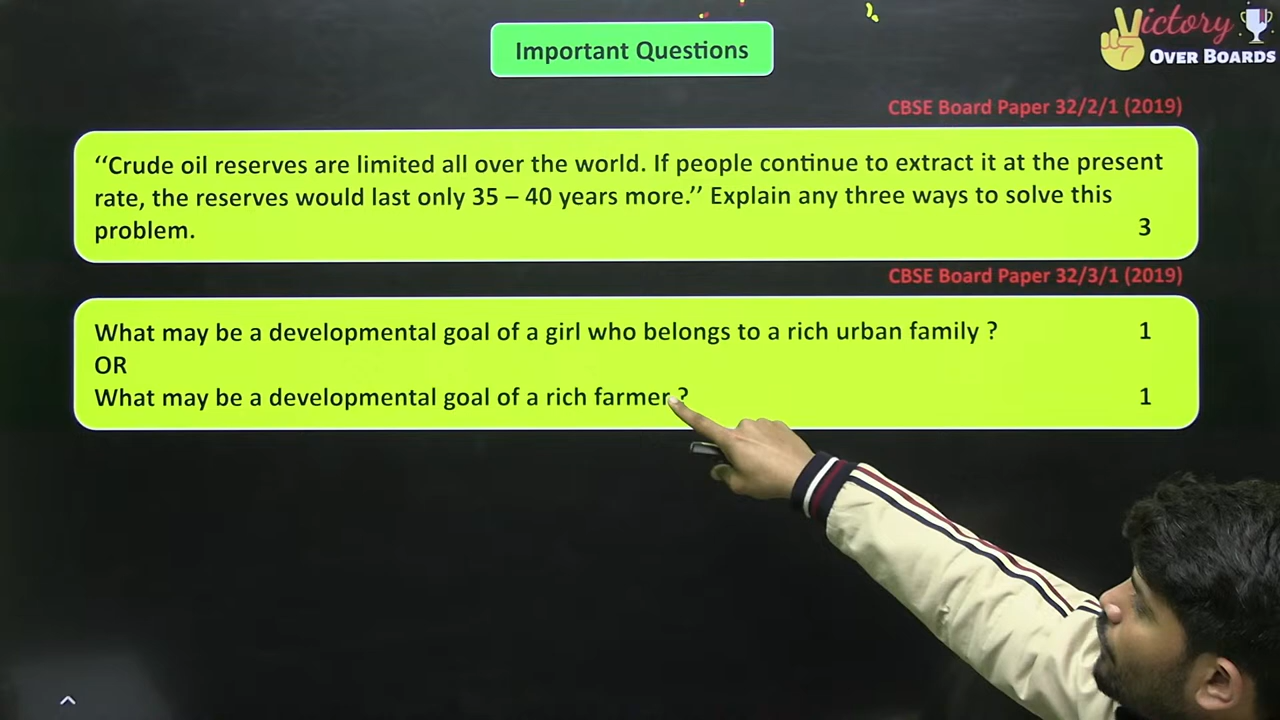 Important Questions
Victory
OVER BOARDS
CBSE Board Paper 32/2/1 (2019)
‘‘Crude oil reserves are limited all over the world. If people continue to extract it at the present
rate, the reserves would last only 35 – 40 years more.’’ Explain any three ways to solve this
problem. 3
CBSE Board Paper 32/3/1 (2019)
What may be a developmental goal of a girl who belongs to a rich urban family ? 1
OR
What may be a developmental goal of a rich farmer ? 1